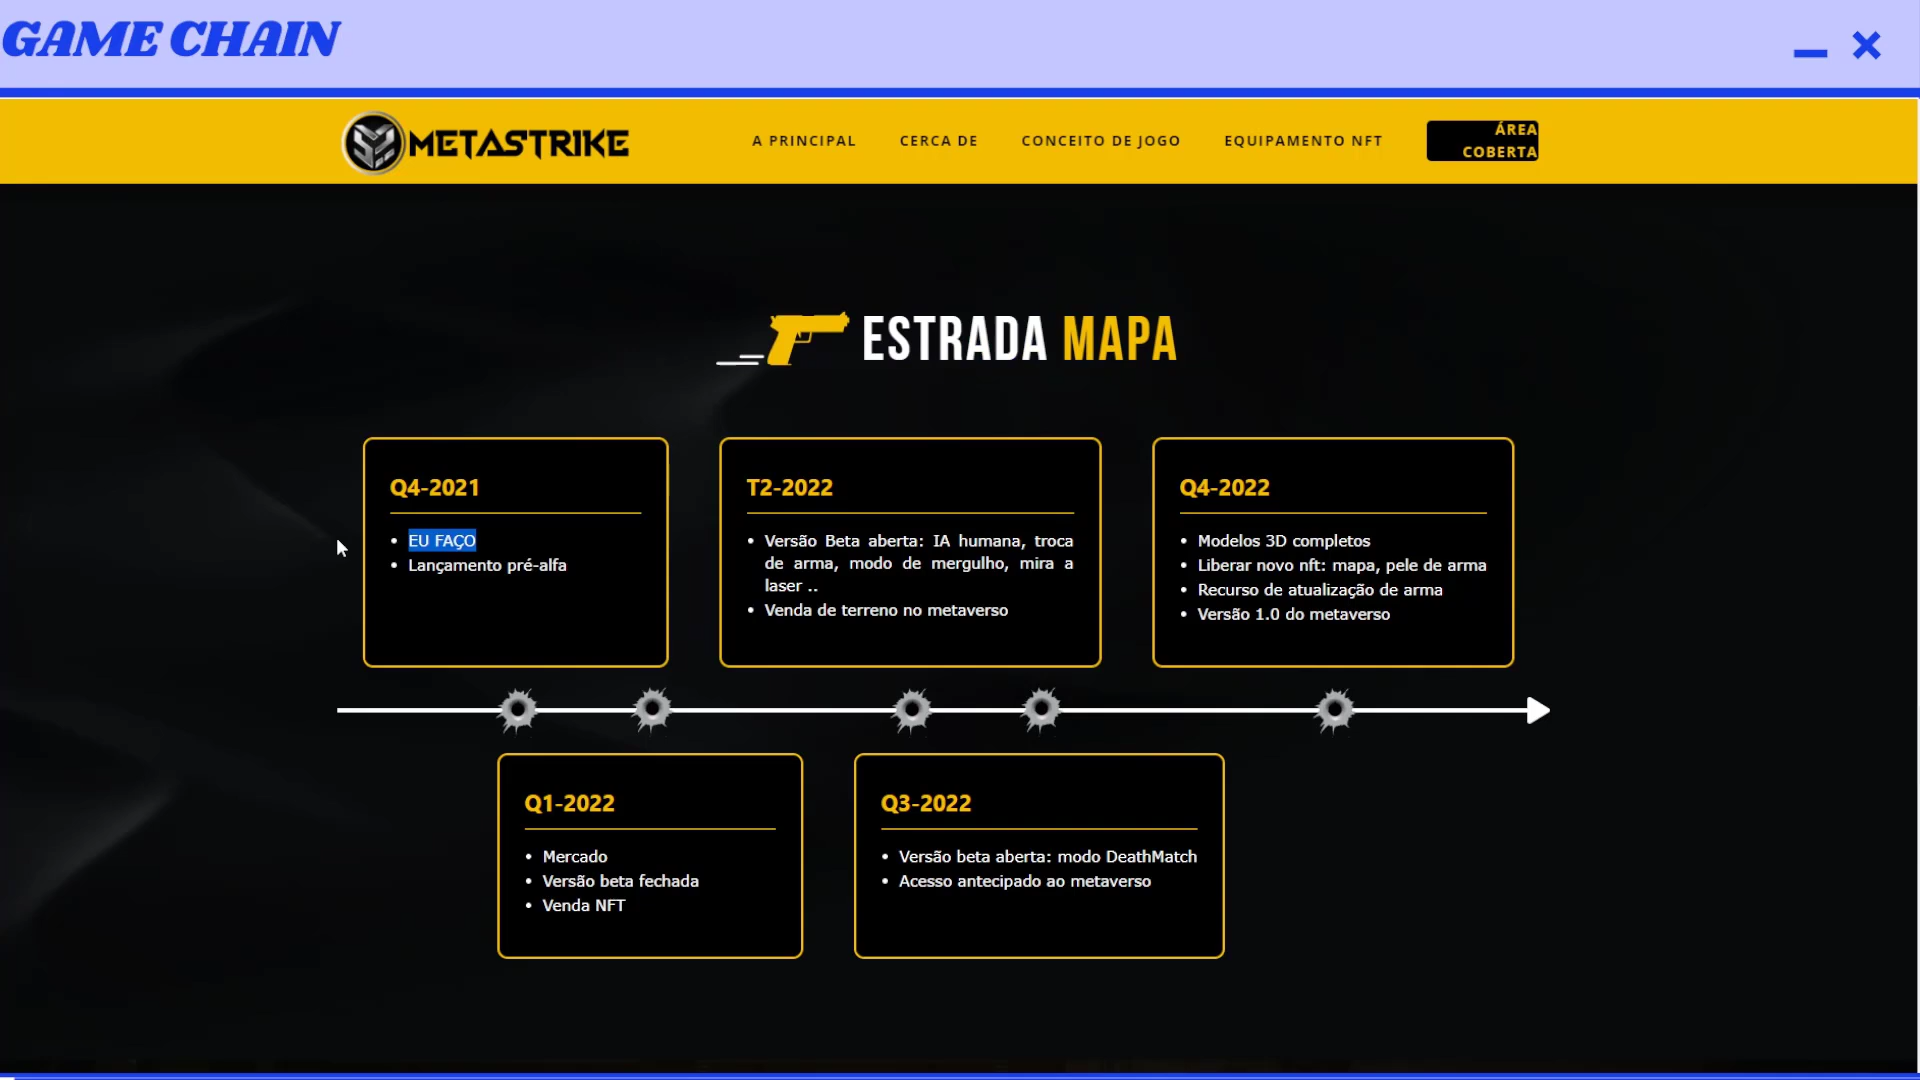 GAME CHAIN
METASTRIKE
A PRINCIPAL
CERCA DE
CONCEITO DE JOGO
EQUIPAMENTO NFT
ÁREA
COBERTA
ESTRADA MAPA
Q4-2021
EU FAÇO
Lançamento pré-alfa
T2-2022
Versão Beta aberta: IA humana, troca
de arma, modo de mergulho, mira a
laser ..
Venda de terreno no metaverso
Q4-2022
Modelos 3D completos
Liberar novo nft: mapa, pele de arma
Recurso de atualização de arma
Versão 1.0 do metaverso
Q1-2022
Mercado
Versão beta fechada
Venda NFT
Q3-2022
Versão beta aberta: modo DeathMatch
Acesso antecipado ao metaverso